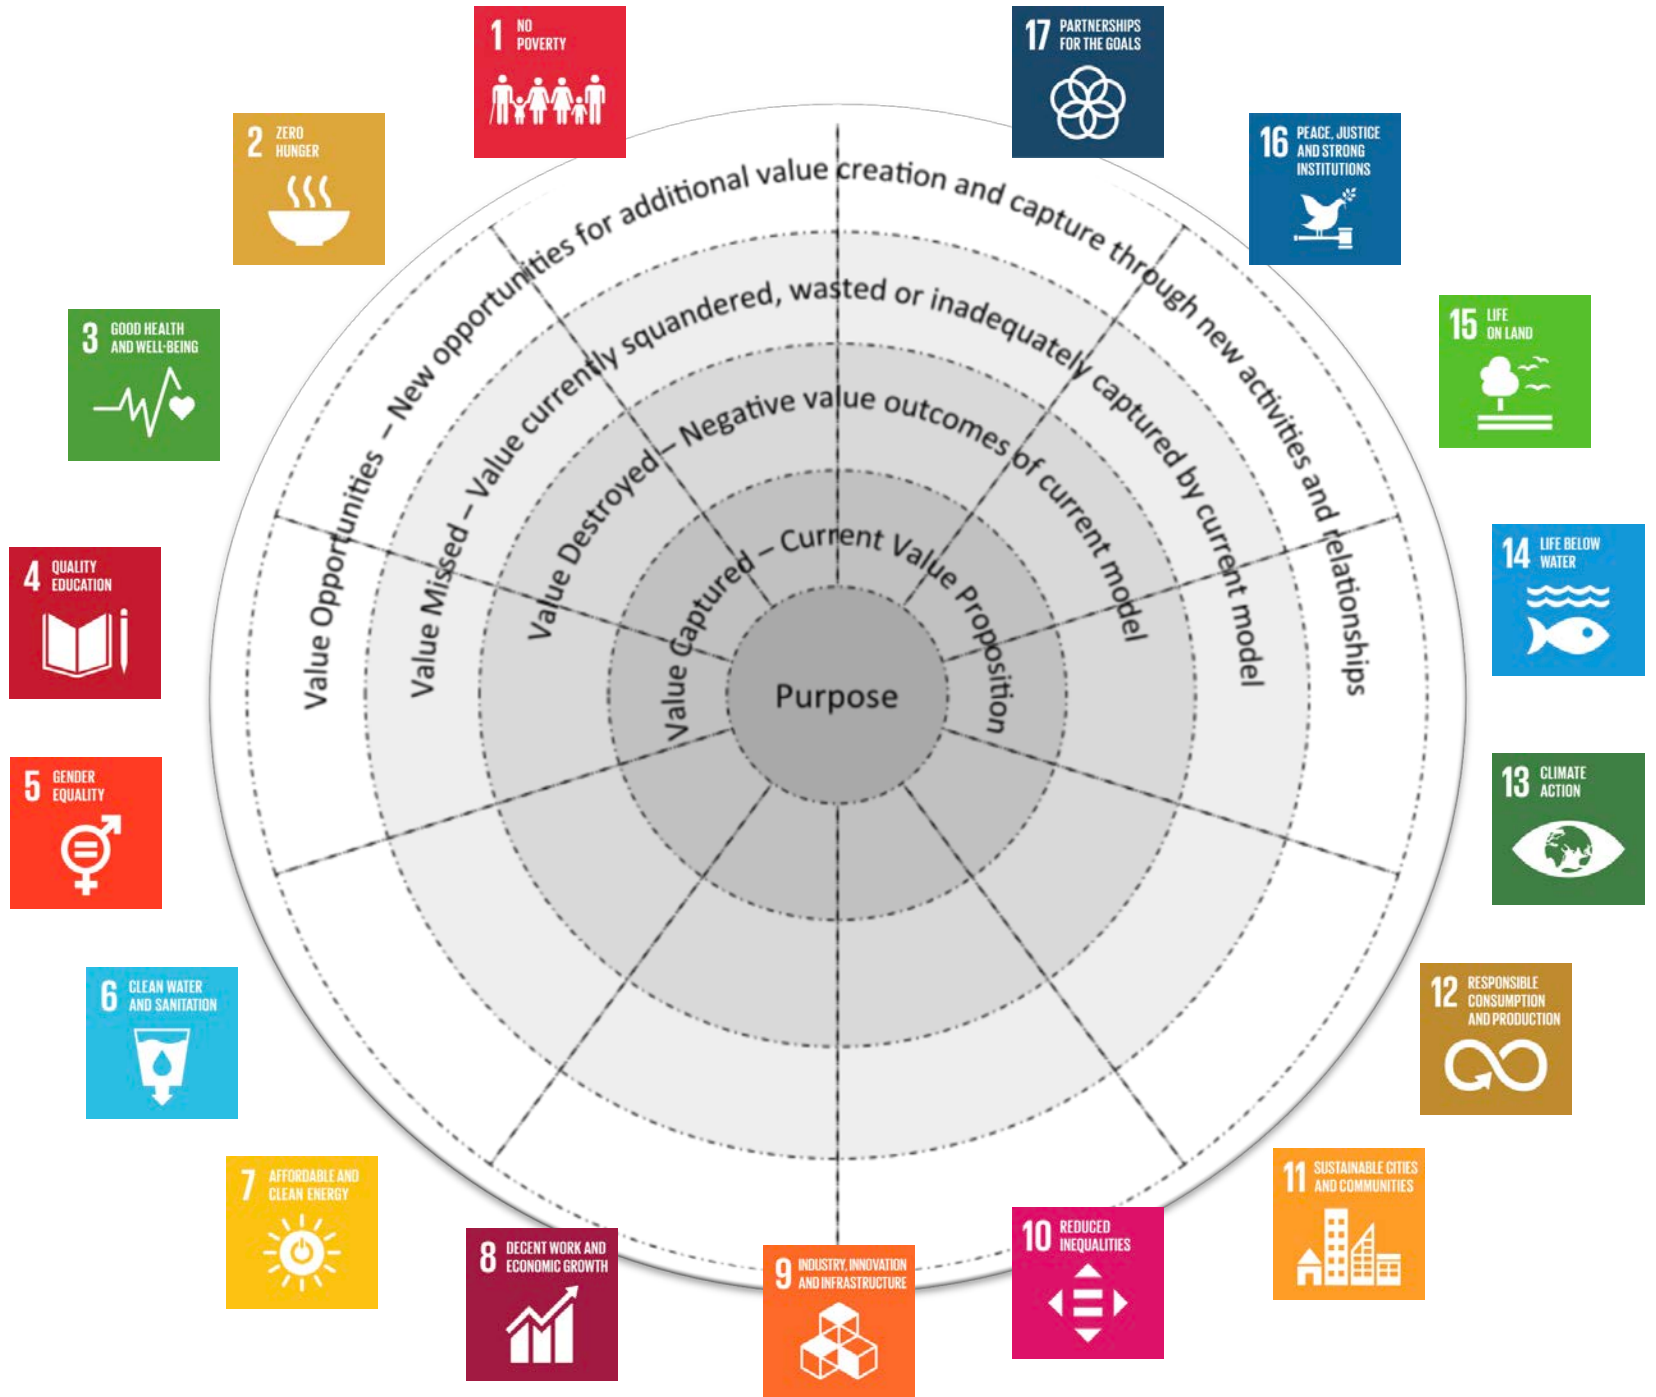 1 NO
POVERTY
2 ZERO
HUNGER
3 GOOD HEALTH
AND WELL-BEING
4 QUALITY
EDUCATION
5 GENDER
EQUALITY
6 CLEAN WATER
AND SANITATION
7 AFFORDABLE AND
CLEAN ENERGY
8 DECENT WORK AND
ECONOMIC GROWTH
9 INDUSTRY, INNOVATION
AND INFRASTRUCTURE
10 REDUCED
INEQUALITIES
11 SUSTAINABLE CITIES
AND COMMUNITIES
12 RESPONSIBLE
CONSUMPTION
AND PRODUCTION
13 CLIMATE
ACTION
14 LIFE BELOW
WATER
15 LIFE
ON LAND
16 PEACE, JUSTICE
AND STRONG
INSTITUTIONS
17 PARTNERSHIPS
FOR THE GOALS
Value Opportunities – New opportunities for additional value creation and capture through new activities and relationships
Value Missed – Value currently squandered, wasted or inadequately captured by current model
Value Destroyed – Negative value outcomes of current model
Value Captured – Current Value Proposition
Purpose